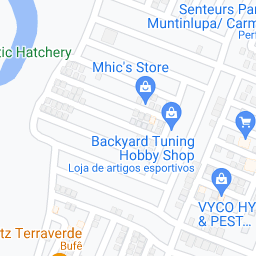 Senteurs Par
Muntinlupa/ Carm
Per
tic Hatchery
Mhic's Store
Backyard Tuning
Hobby Shop
Loja de artigos esportivos
VYCO HY
& PEST...
tz Terraverde
Bufê